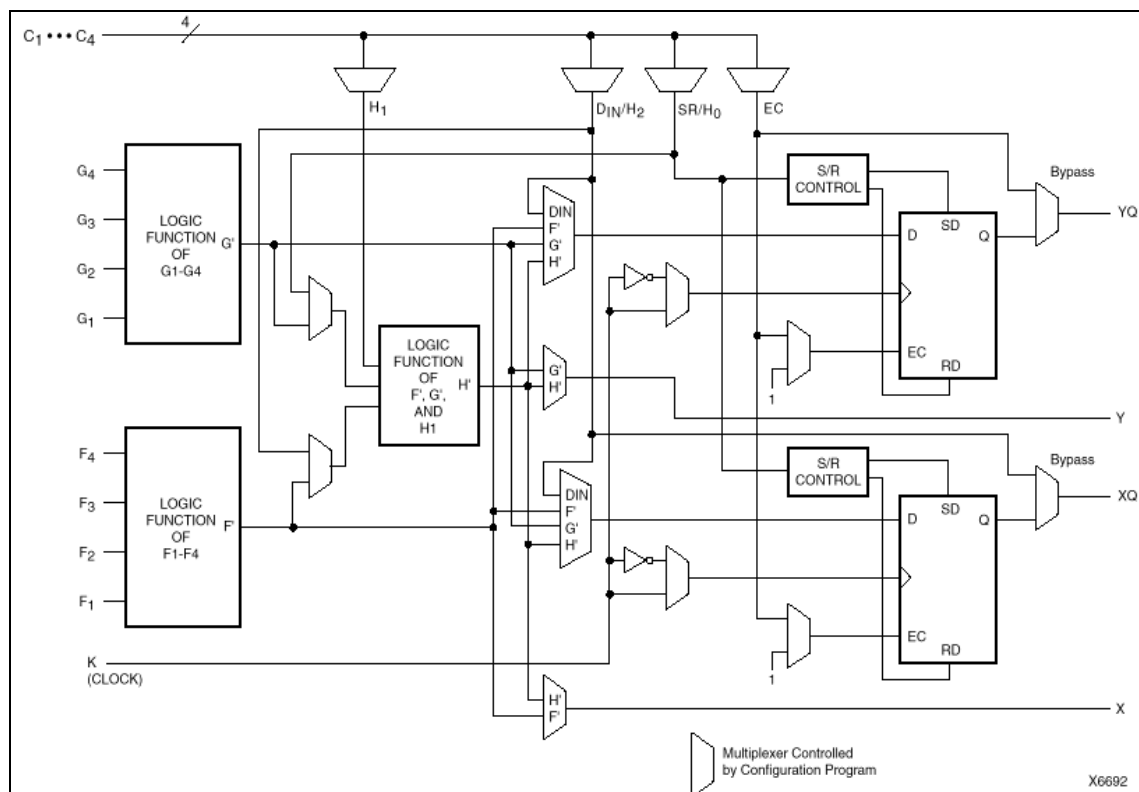 C1 ••• C4
4
H1
DIN/H2
SR/H0
EC
G4
G3
G2
G1
LOGIC
FUNCTION
OF
G1-G4
G'
DIN
F'
G'
H'
S/R
CONTROL
D
SD
Q
EC
RD
1
Bypass
YQ
LOGIC
FUNCTION
OF
F', G',
AND
H1
H'
G'
H'
Y
F4
F3
F2
F1
LOGIC
FUNCTION
OF
F1-F4
F'
DIN
F'
G'
H'
S/R
CONTROL
D
SD
Q
EC
RD
1
Bypass
XQ
K
(CLOCK)
H'
F'
X
Multiplexer Controlled
by Configuration Program
X6692